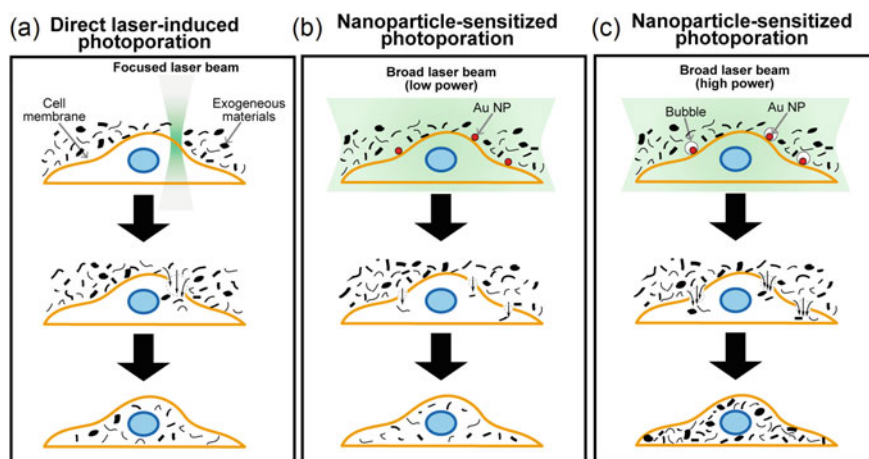 (a) Direct laser-induced
photoporation
Focused laser beam
Cell
membrane
Exogeneous
materials
(b) Nanoparticle-sensitized
photoporation
Broad laser beam
(low power)
Au NP
(c) Nanoparticle-sensitized
photoporation
Broad laser beam
(high power)
Bubble
Au NP